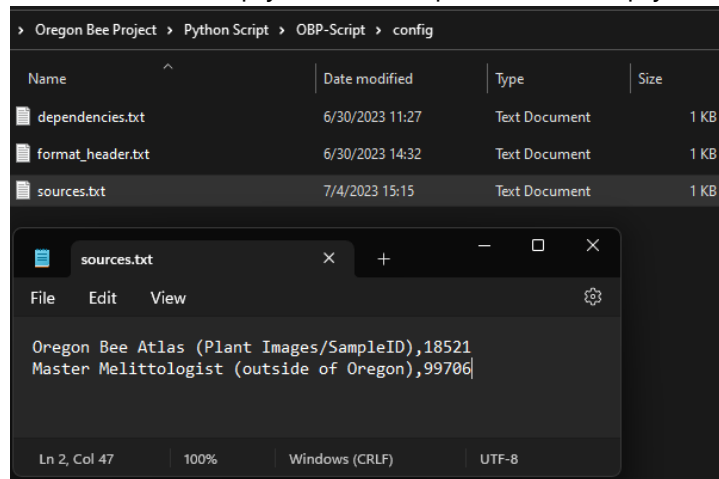 > Oregon Bee Project > Python Script > OBP-Script > config
Name Date modified Type Size
dependencies.txt 6/30/2023 11:27 Text Document 1 KB
format_header.txt 6/30/2023 14:32 Text Document 1 KB
sources.txt 7/4/2023 15:15 Text Document 1 KB
sources.txt
File Edit View
Oregon Bee Atlas (Plant Images/SampleID),18521
Master Melittologist (outside of Oregon),99706
Ln 2, Col 47 100% Windows (CRLF) UTF-8